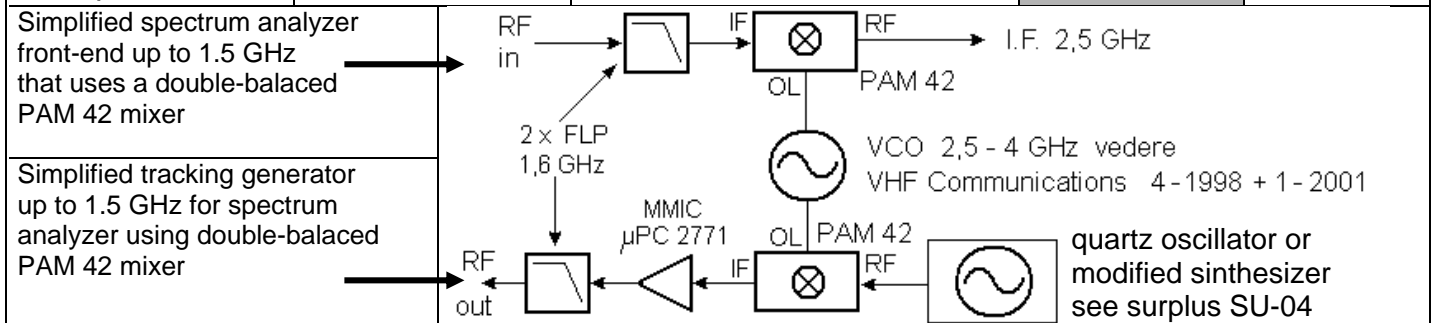 Simplified spectrum analyzer
front-end up to 1.5 GHz
that uses a double-balaced
PAM 42 mixer
Simplified tracking generator
up to 1.5 GHz for spectrum
analyzer using double-balaced
PAM 42 mixer
RF
in
IF
RF
I.F. 2,5 GHz
OL
PAM 42
2 x FLP
1,6 GHz
VCO 2,5 - 4 GHz vedere
VHF Communications 4 - 1998 + 1 - 2001
MMIC
µPC 2771
OL
PAM 42
RF
out
IF
RF
quartz oscillator or
modified sinthesizer
see surplus SU-04